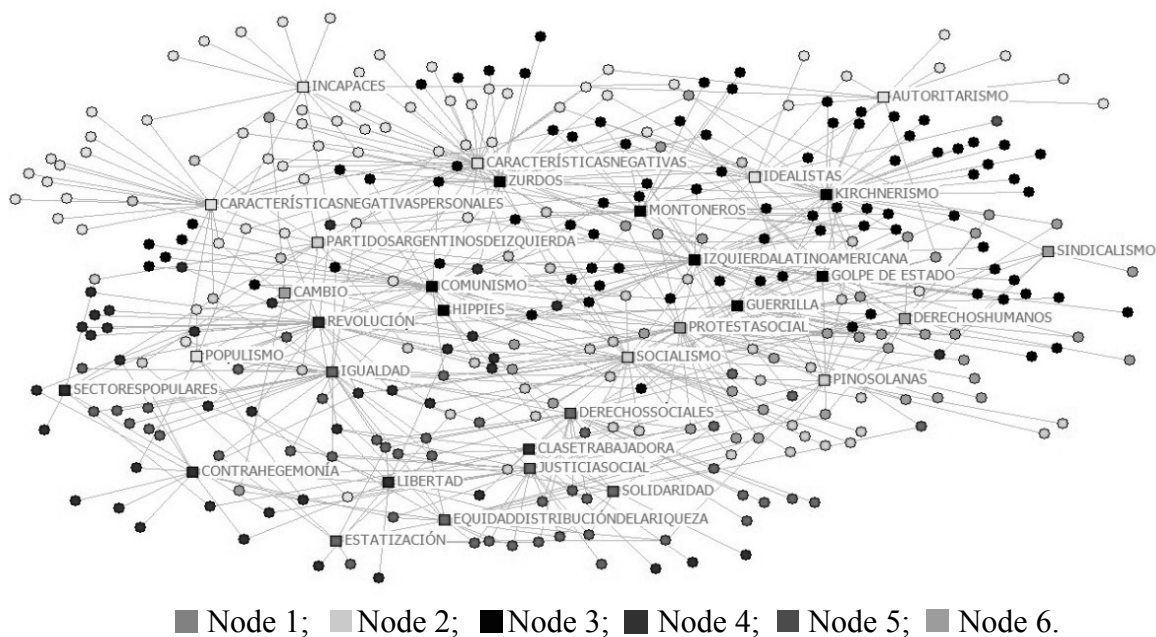 INCAPACES
AUTORITARISMO
CARACTERÍSTICASNEGATIVAS
ZURDOS
IDEALISTAS
KIRCHNERISMO
CARACTERÍSTICASNEGATIVASPERSONALES
MONTONEROS
PARTIDOSARGENTINOSDEIZQUIERDA
SINDICALISMO
IZQUIERDALATINOAMERICANA
GOLPE DE ESTADO
COMUNISMO
CAMBIO
HIPPIES
GUERRILLA
REVOLUCIÓN
PROTESTASOCIAL
DERECHOSHUMANOS
POPULISMO
SOCIALISMO
IGUALDAD
PINOSOLANAS
SECTORESPOPULARES
DERECHOSSOCIALES
CLASETRABAJADORA
CONTRAHEGEMONÍA
JUSTICIASOCIAL
LIBERTAD
SOLIDARIDAD
EQUIDADDISTRIBUCIÓNDELARIQUEZA
ESTATIZACIÓN
Node 1; Node 2; Node 3; Node 4; Node 5; Node 6.